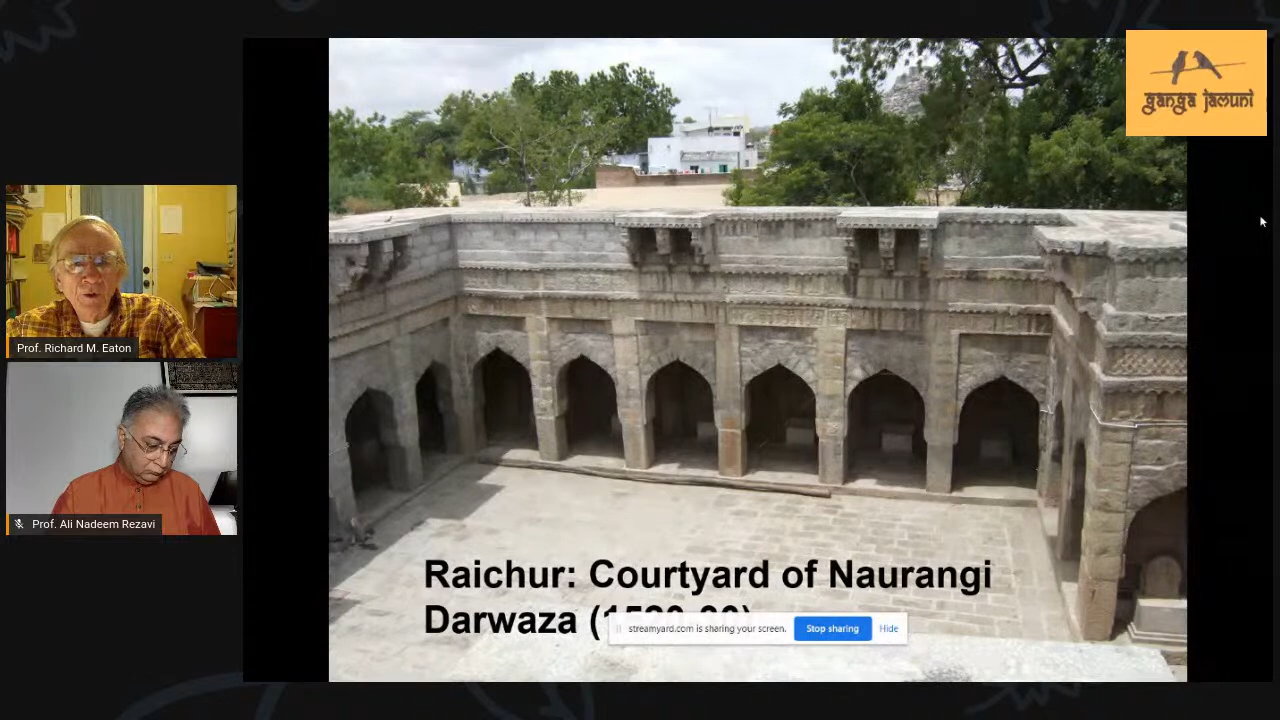 ganga jamuni
Prof. Richard M. Eaton
Prof. Ali Nadeem Rezavi
Raichur: Courtyard of Naurangi
Darwaza (
streamyard.com is sharing your screen. Stop sharing Hide